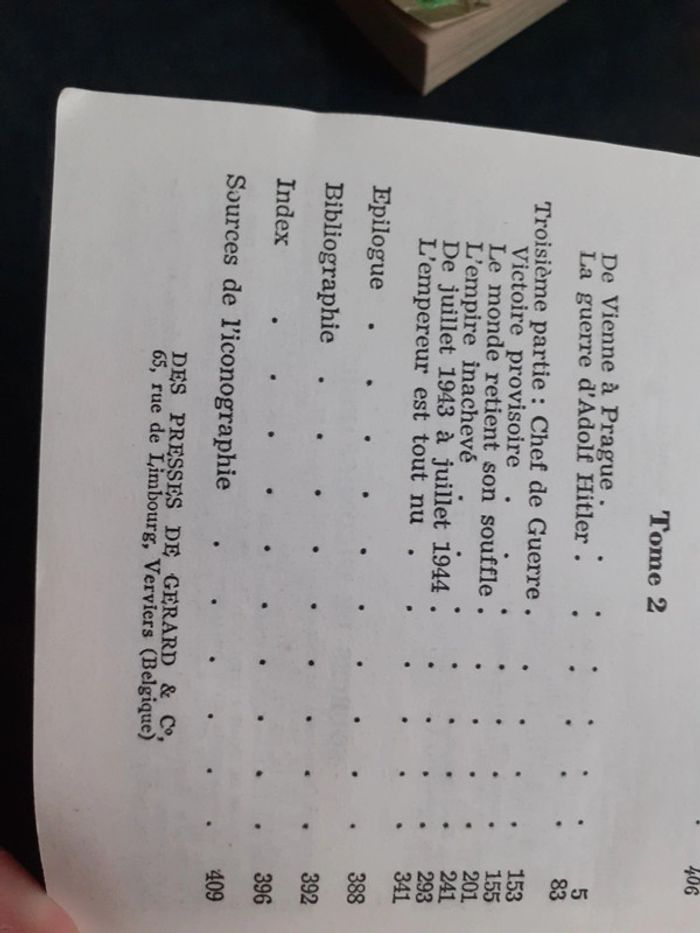 . 406
Tome 2
De Vienne à Prague . . . . . . 5
La guerre d'Adolf Hitler . . . . . 83
Troisième partie : Chef de Guerre . . . . . 153
Victoire provisoire . . . . . . 155
Le monde retient son souffle . . . . . 201
L'empire inachevé . . . . . . 241
De juillet 1943 à juillet 1944 . . . . . 293
L'empereur est tout nu . . . . . . 341
Epilogue . . . . . . . . . . 388
Bibliographie . . . . . . . . . 392
Index . . . . . . . . . . 396
Sources de l'iconographie . . . . . . 409
DES PRESSES DE GERARD & Co,
65, rue de Limbourg, Verviers (Belgique)